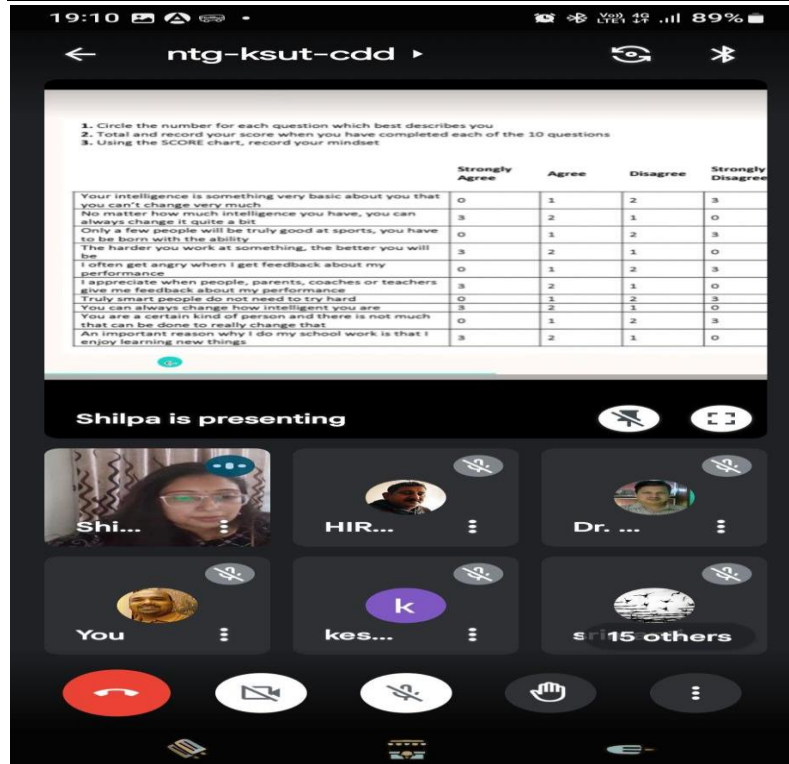 19:10
VoD 4G
LTE1 89%
ntg-ksut-cdd
1. Circle the number for each question which best describes you
2. Total and record your score when you have completed each of the 10 questions
3. Using the SCORE chart, record your mindset
Strongly Agree Agree Disagree Strongly Disagree
Your intelligence is something very basic about you that
you can't change very much 0 1 2 3
No matter how much intelligence you have, you can
always change it quite a bit 3 2 1 0
Only a few people will be truly good at sports, you have
to be born with the ability 0 1 2 3
The harder you work at something, the better you will
be 3 2 1 0
I often get angry when I get feedback about my
performance 0 1 2 3
I appreciate when people, parents, coaches or teachers
give me feedback about my performance 3 2 1 0
Truly smart people do not need to try hard 0 1 2 3
You can always change how intelligent you are 3 2 1 0
You are a certain kind of person and there is not much
that can be done to really change that 0 1 2 3
An important reason why I do my school work is that I
enjoy learning new things 3 2 1 0
Shilpa is presenting
Shi...
HIR...
Dr. ...
You
k
kes...
15 others